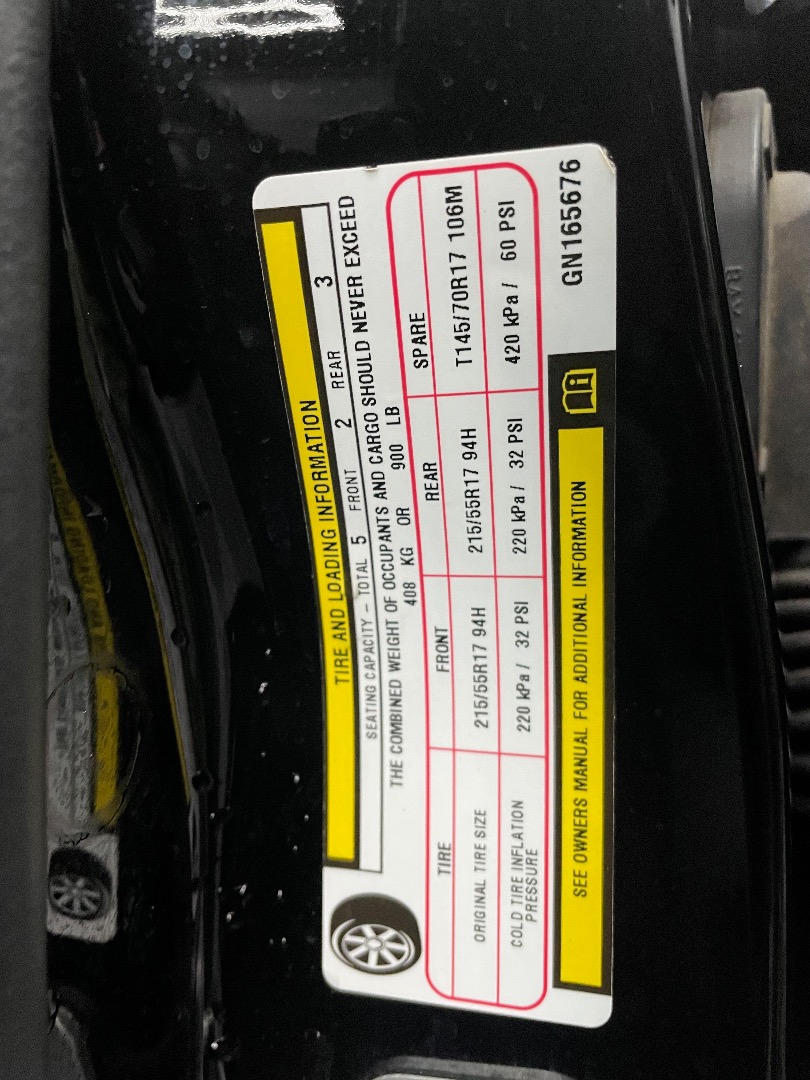 TIRE AND LOADING INFORMATION
SEATING CAPACITY – TOTAL 5 FRONT 2 REAR 3
THE COMBINED WEIGHT OF OCCUPANTS AND CARGO SHOULD NEVER EXCEED
408 KG OR 900 LB
TIRE FRONT REAR SPARE
ORIGINAL TIRE SIZE 215/55R17 94H 215/55R17 94H T145/70R17 106M
COLD TIRE INFLATION
PRESSURE 220 kPa / 32 PSI 220 kPa / 32 PSI 420 kPa / 60 PSI
SEE OWNERS MANUAL FOR ADDITIONAL INFORMATION
GN165676